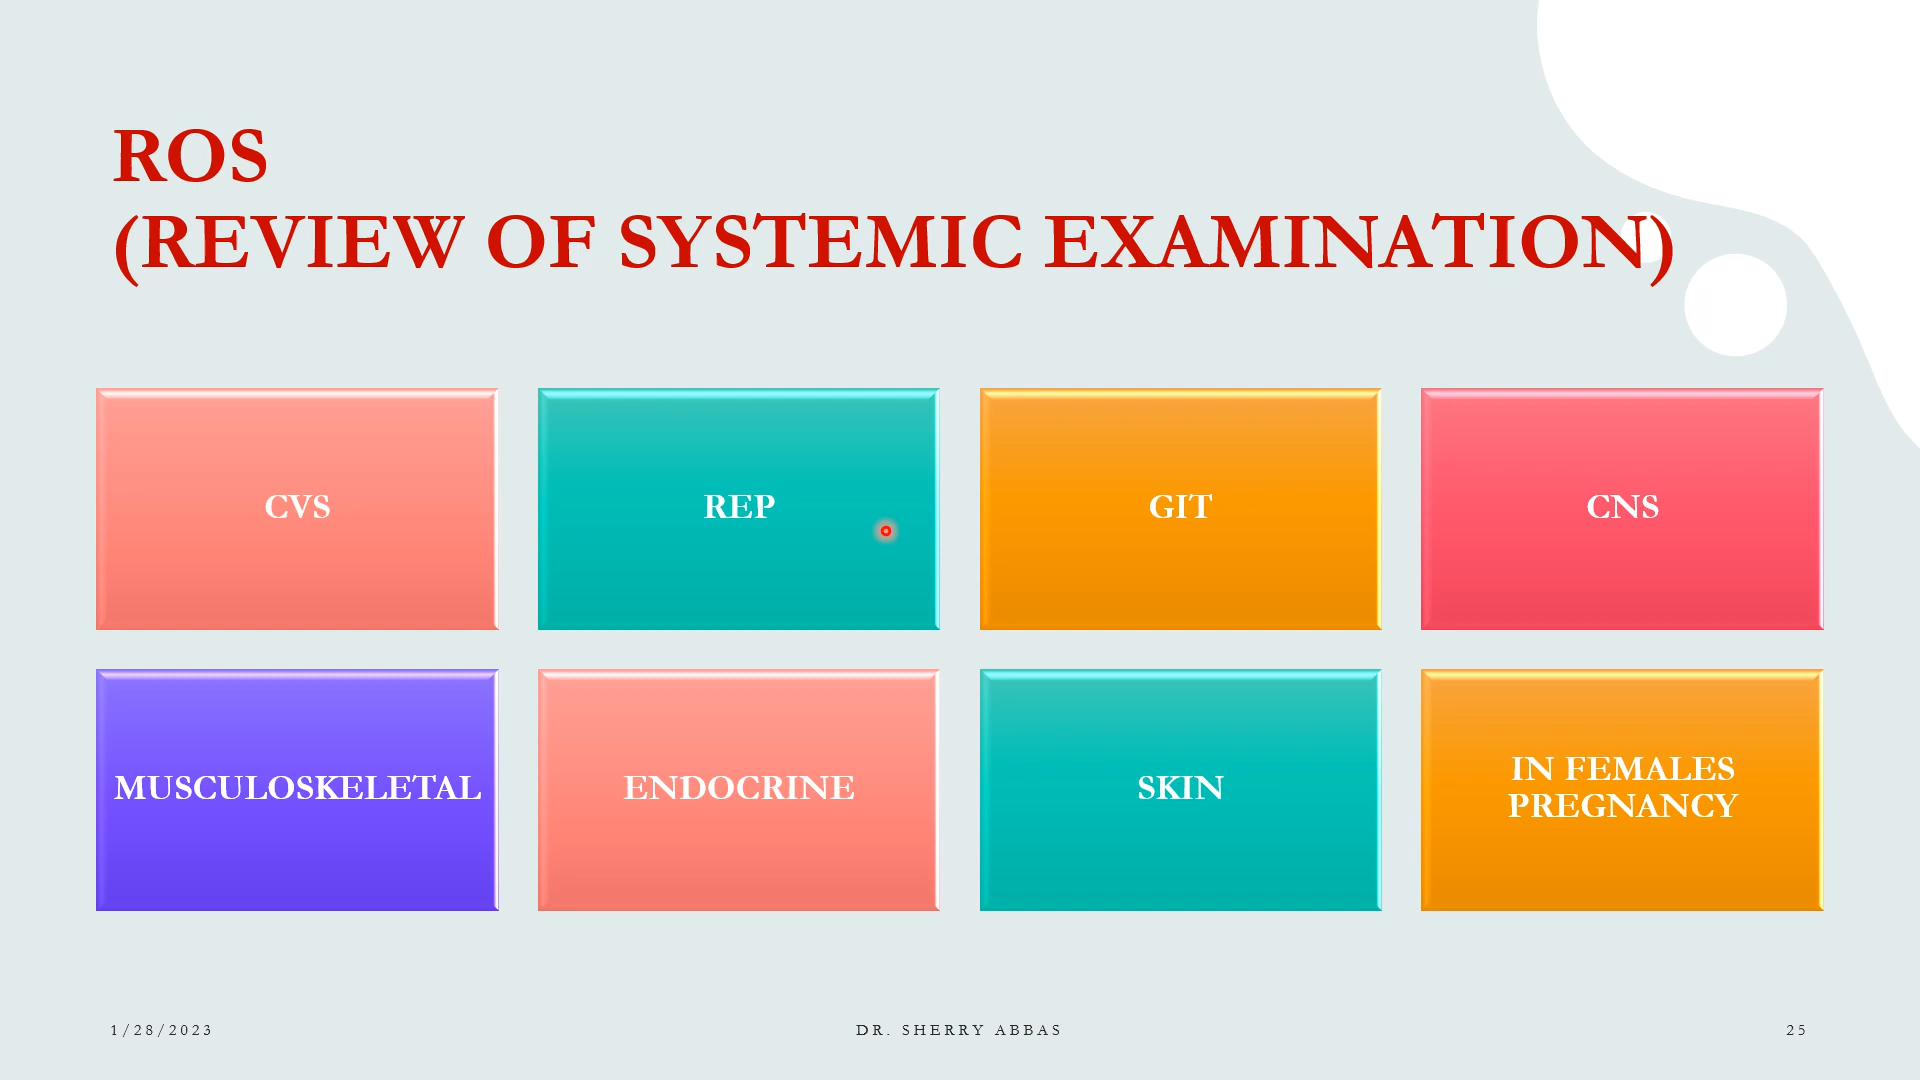 ROS
(REVIEW OF SYSTEMIC EXAMINATION)
CVS
REP
GIT
CNS
MUSCULOSKELETAL
ENDOCRINE
SKIN
IN FEMALES
PREGNANCY
1/28/2023
DR. SHERRY ABBAS
25